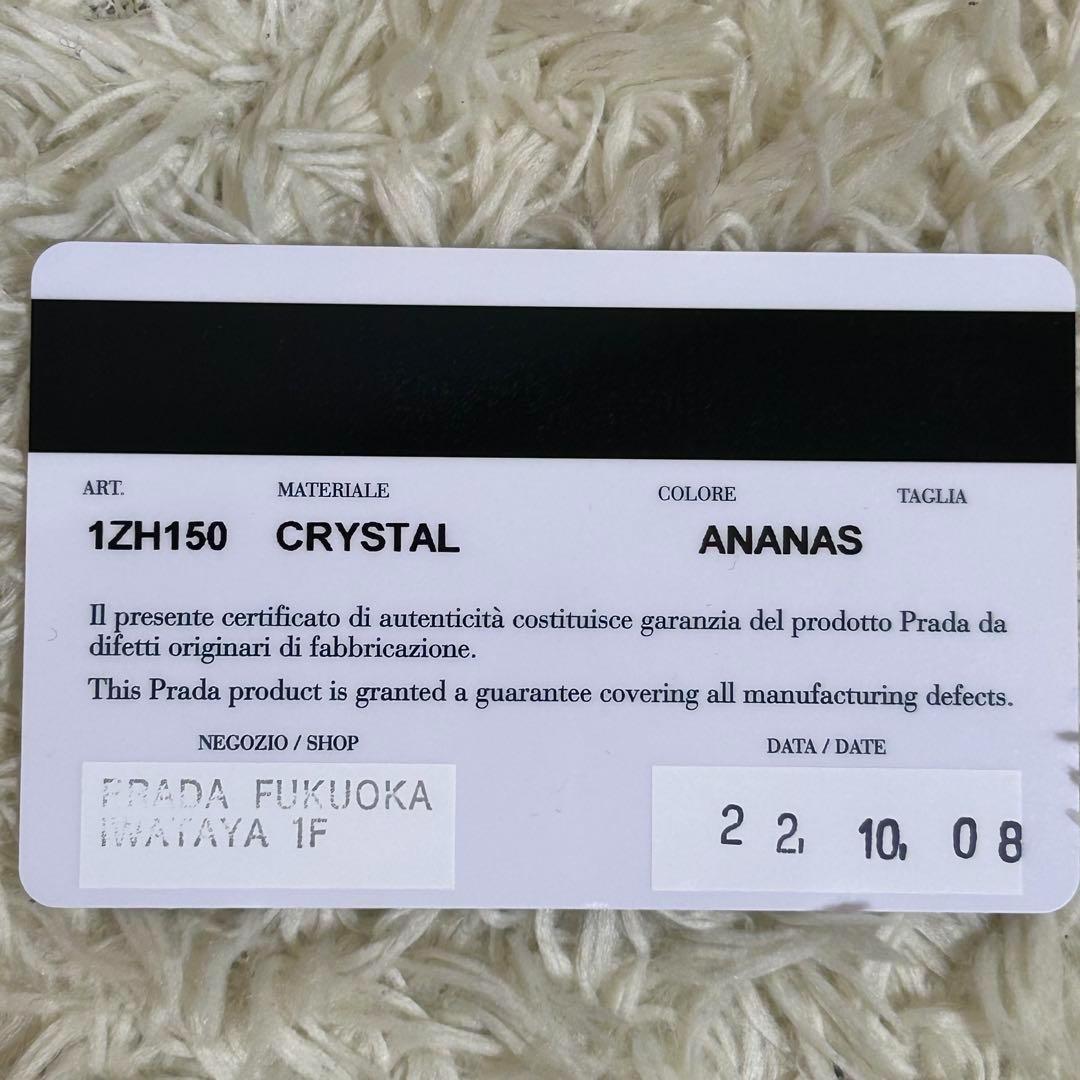 ART. MATERIALE COLORE TAGLIA
1ZH150 CRYSTAL ANANAS
Il presente certificato di autenticità costituisce garanzia del prodotto Prada da
difetti originari di fabbricazione.
This Prada product is granted a guarantee covering all manufacturing defects.
NEGOZIO / SHOP DATA / DATE
PRADA FUKUOKA
IWATAYA 1F
22. 10. 08